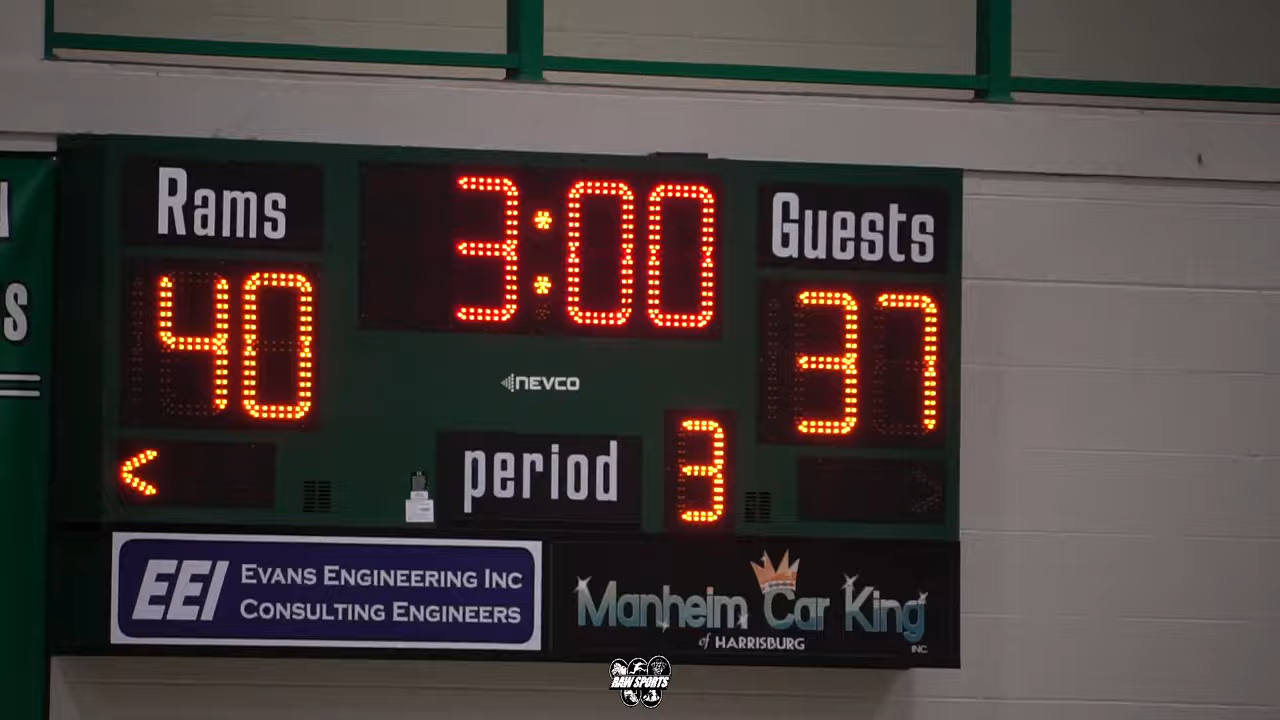 Rams
3:00
Guests
40
37
NEVCO
<
period
3
EEI
EVANS ENGINEERING INC
CONSULTING ENGINEERS
Manheim Car King
of HARRISBURG
INC
RAW SPORTS
S